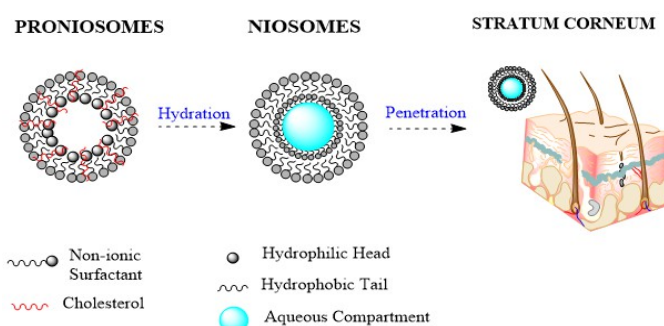 PRONIOSOMES
NIOSOMES
STRATUM CORNEUM
Hydration
Penetration
Non-ionic
Surfactant
Cholesterol
Hydrophilic Head
Hydrophobic Tail
Aqueous Compartment